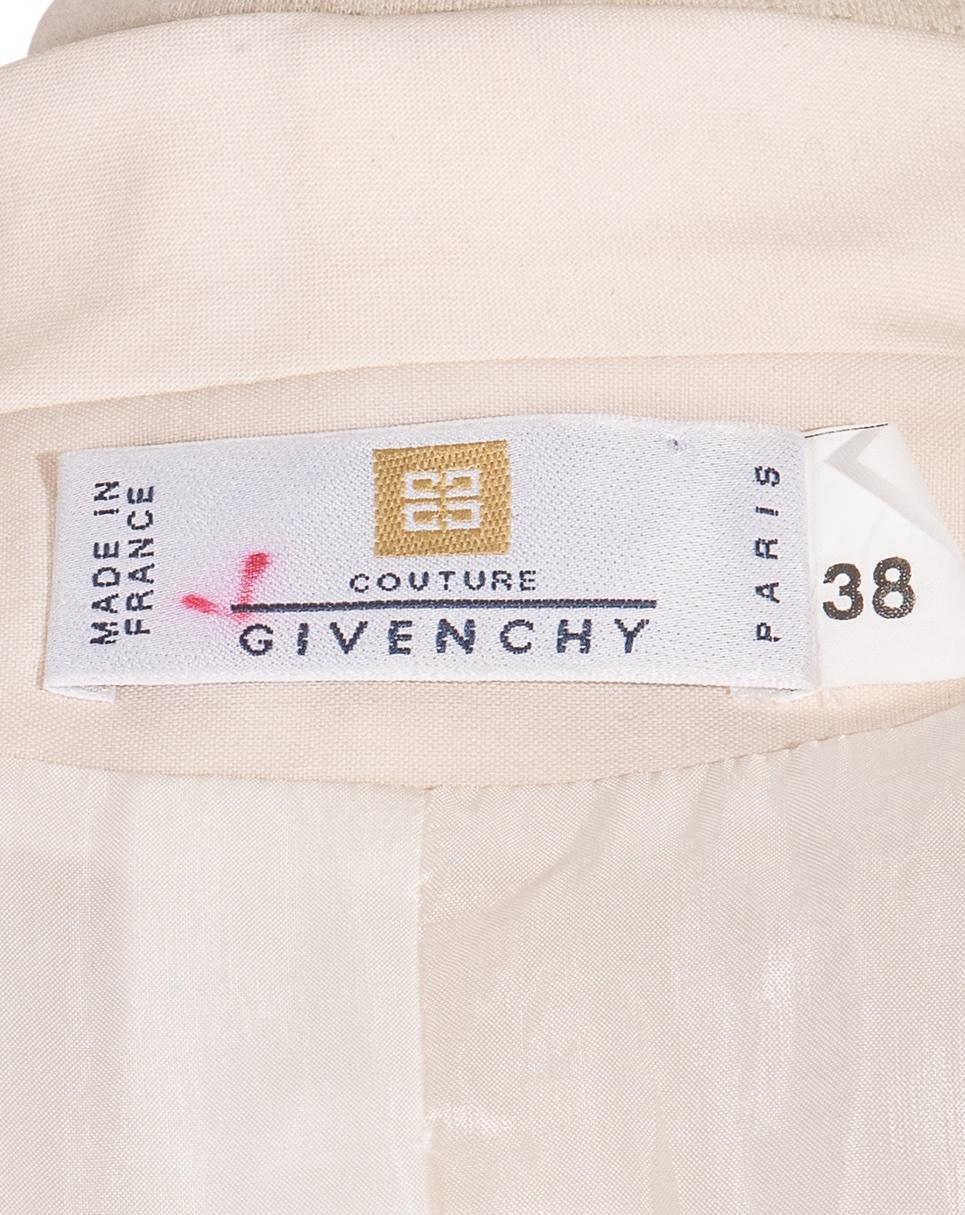 MADE IN
FRANCE
COUTURE
GIVENCHY
PARIS
38